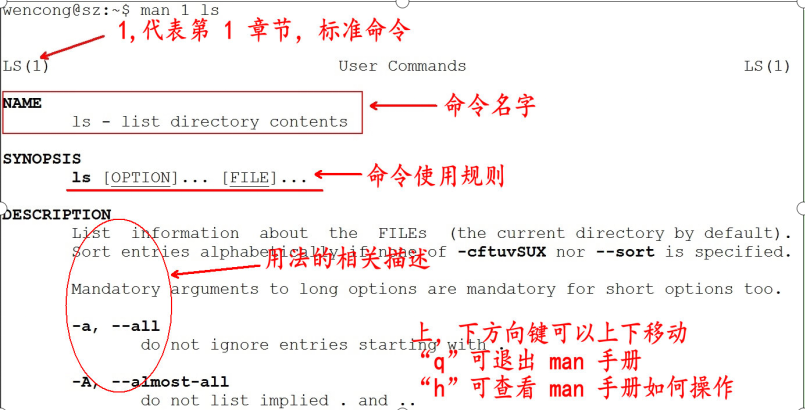 wencong@sz:~$ man 1 ls
1,代表第 1 章节，标准命令
LS(1) User Commands LS(1)
NAME
ls - list directory contents
命令名字
SYNOPSIS
ls [OPTION]... [FILE]...
命令使用规则
DESCRIPTION
List information about the FILEs (the current directory by default).
Sort entries alphabetically if none of -cftuvSUX nor --sort is specified.
用法的相关描述
Mandatory arguments to long options are mandatory for short options too.
-a, --all
上，下方向键可以上下移动
do not ignore entries starting with .
“q”可退出 man 手册
-A, --almost-all
“h”可查看 man 手册如何操作
do not list implied . and ..